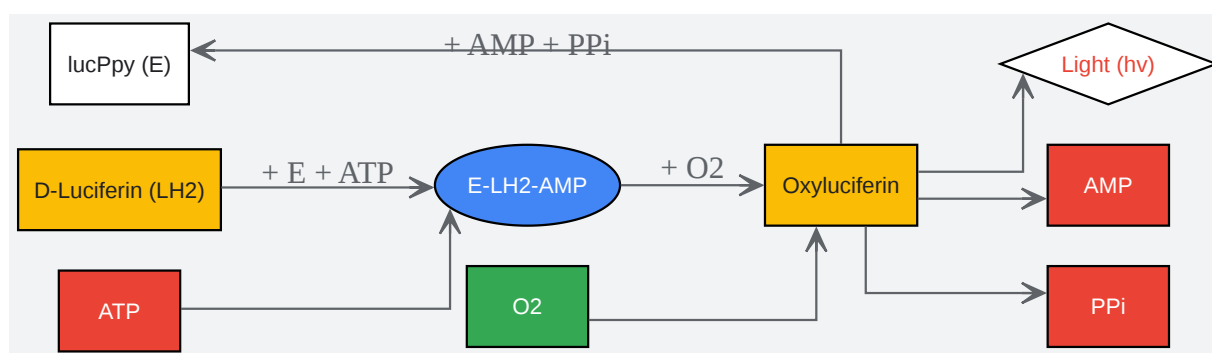 lucPpy (E)
+ AMP + PPi
Light (hv)
D-Luciferin (LH2)
+ E + ATP
E-LH2-AMP
+ O2
Oxyluciferin
AMP
ATP
O2
PPi